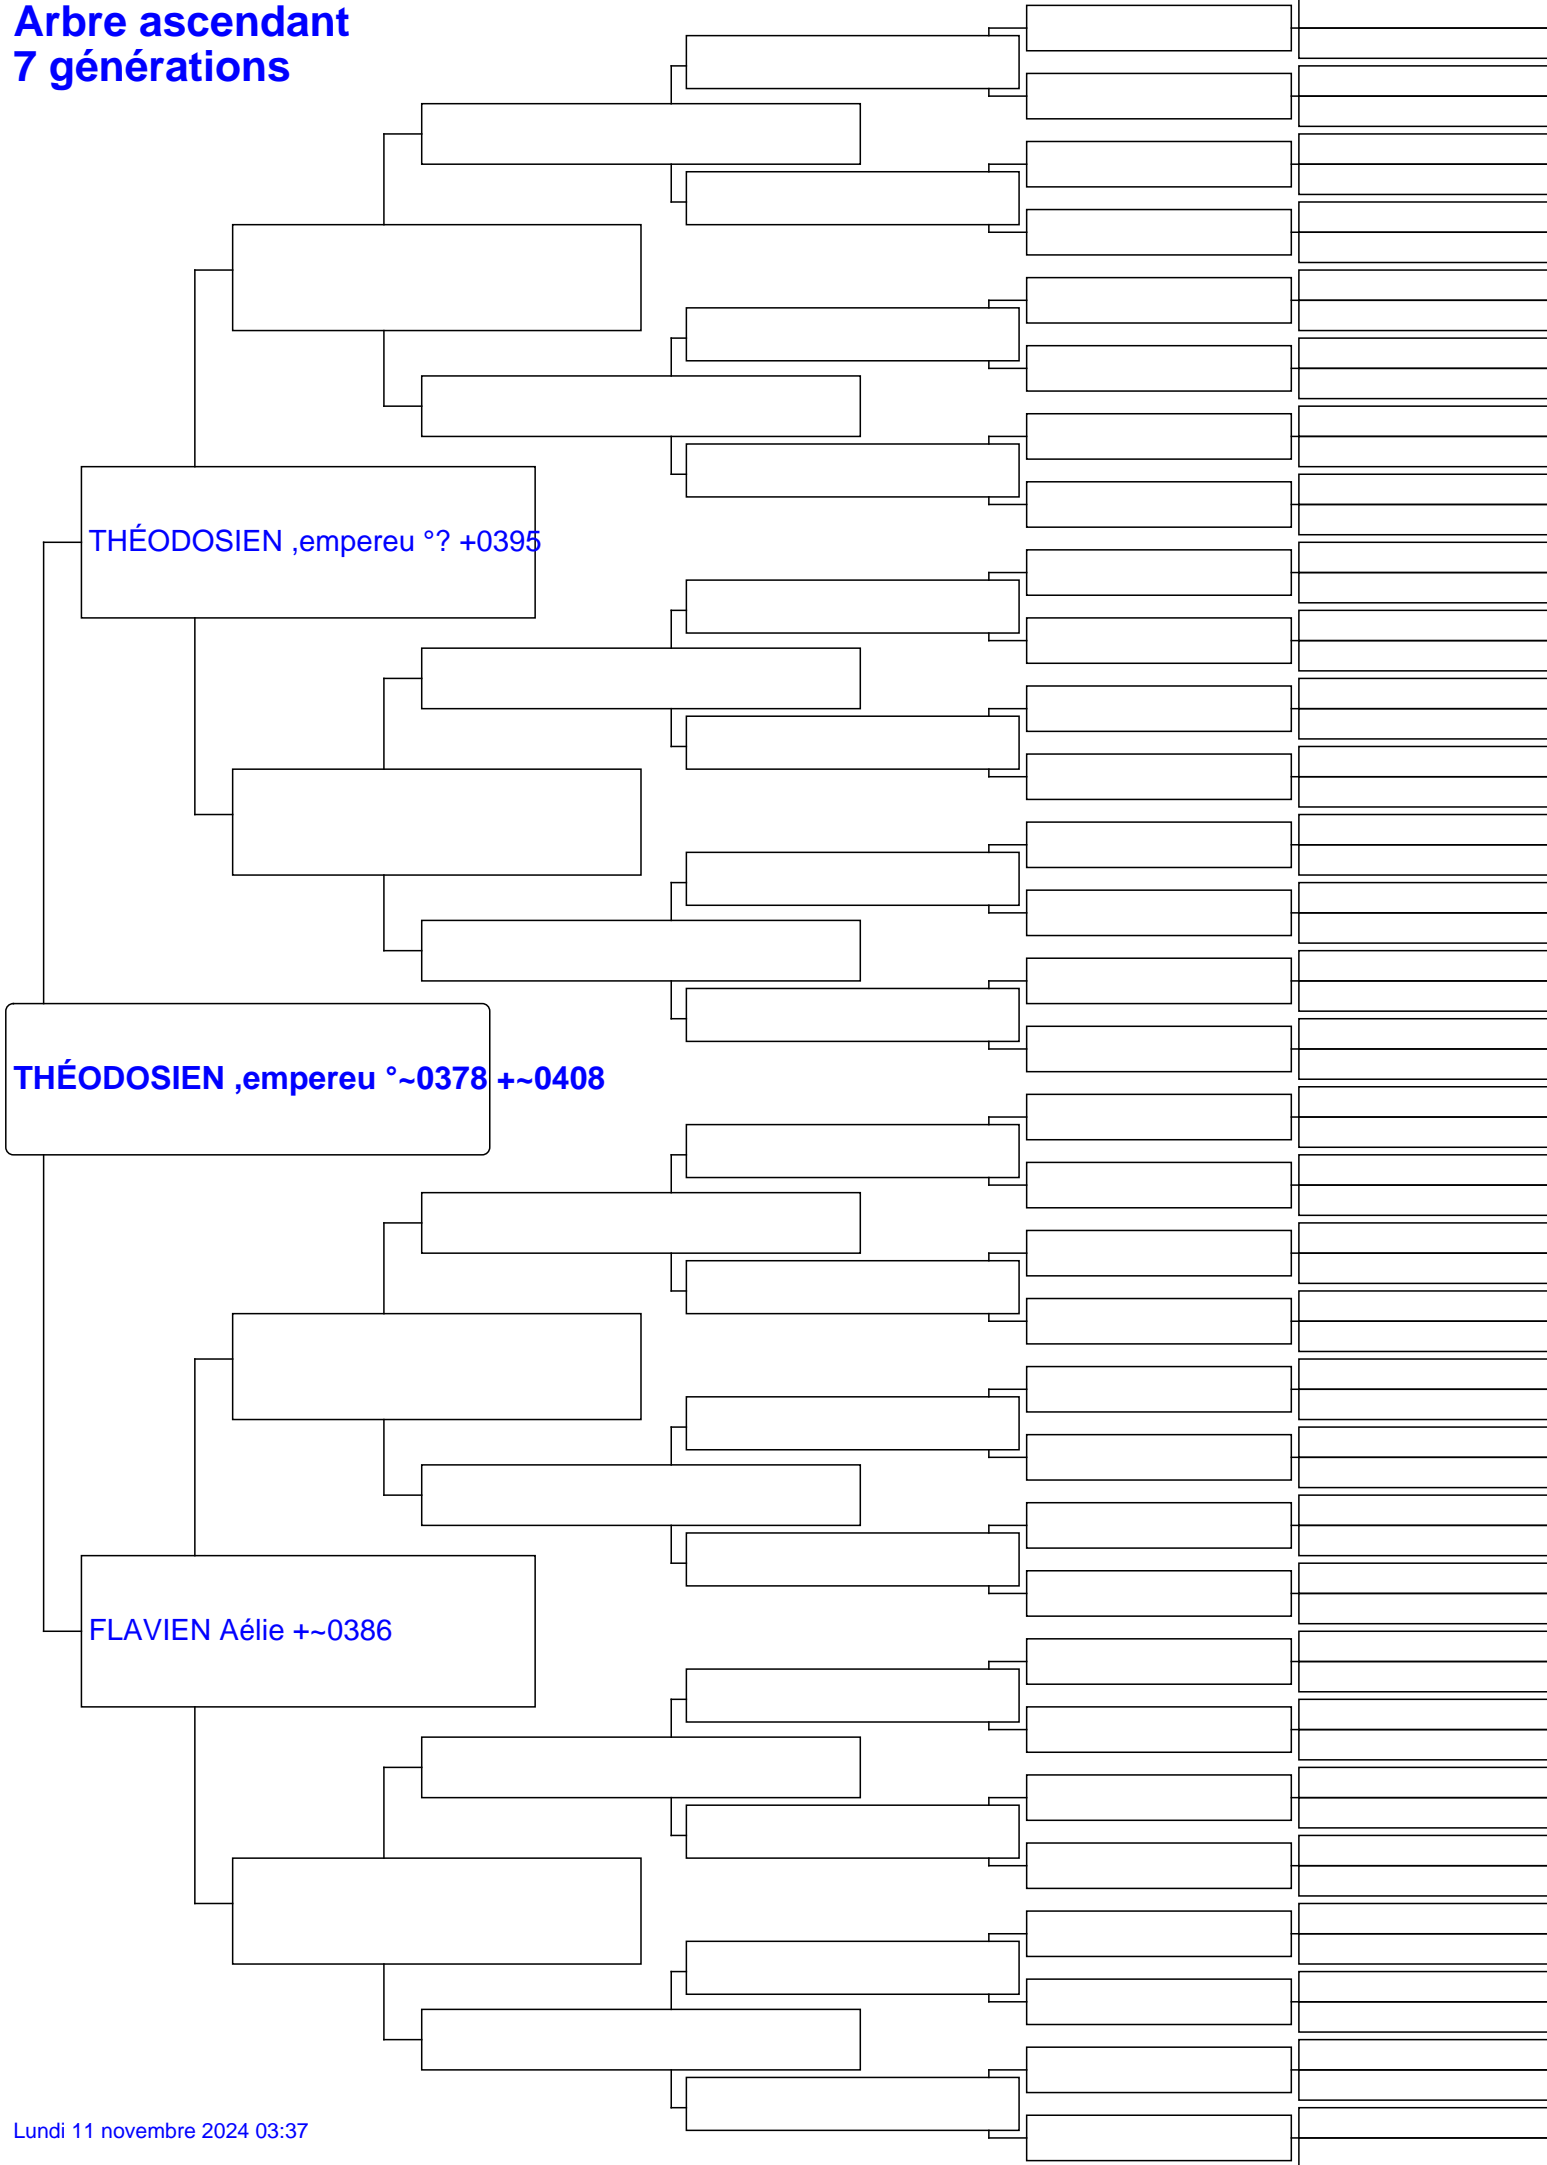 Arbre ascendant
7 générations
THÉODOSIEN ,empereu °? +0395
THÉODOSIEN ,empereu °~0378 +~0408
FLAVIEN Aélie +~0386
Lundi 11 novembre 2024 03:37